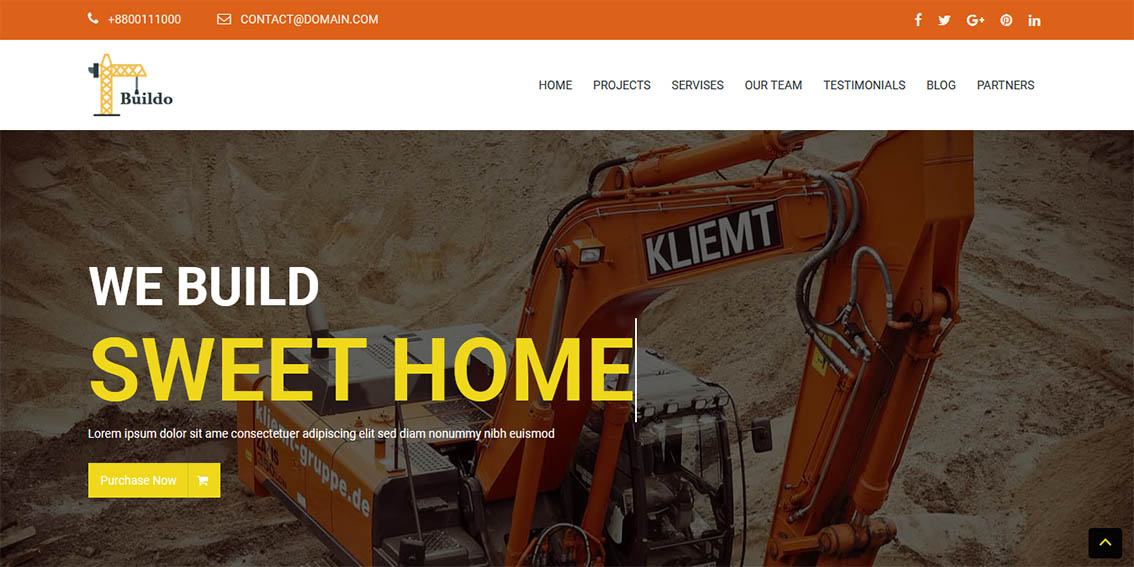 +8800111000 CONTACT@DOMAIN.COM
Buildo
HOME PROJECTS SERVISES OUR TEAM TESTIMONIALS BLOG PARTNERS
KLIEMT
WE BUILD
SWEET HOME
kliemt-gruppe.de
Lorem ipsum dolor sit ame consectetuer adipiscing elit sed diam nonummy nibh euismod
Purchase Now